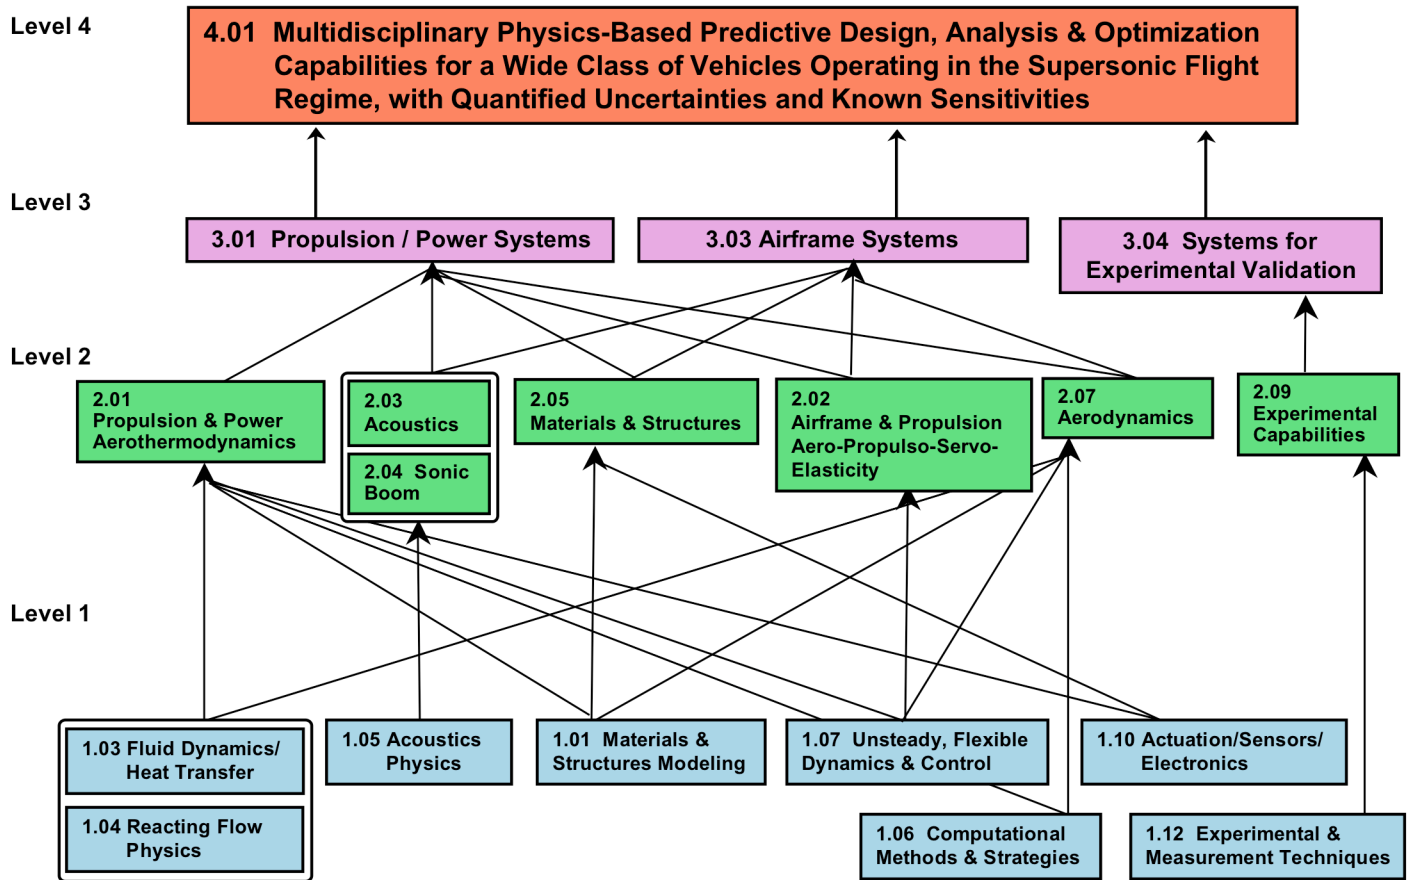 Level 4
4.01 Multidisciplinary Physics-Based Predictive Design, Analysis & Optimization
Capabilities for a Wide Class of Vehicles Operating in the Supersonic Flight
Regime, with Quantified Uncertainties and Known Sensitivities
Level 3
3.01 Propulsion / Power Systems
3.03 Airframe Systems
3.04 Systems for
Experimental Validation
Level 2
2.01
Propulsion & Power
Aerothermodynamics
2.03
Acoustics
2.04 Sonic
Boom
2.05
Materials & Structures
2.02
Airframe & Propulsion
Aero-Propulso-Servo-
Elasticity
2.07
Aerodynamics
2.09
Experimental
Capabilities
Level 1
1.03 Fluid Dynamics/
Heat Transfer
1.04 Reacting Flow
Physics
1.05 Acoustics
Physics
1.01 Materials &
Structures Modeling
1.07 Unsteady, Flexible
Dynamics & Control
1.10 Actuation/Sensors/
Electronics
1.06 Computational
Methods & Strategies
1.12 Experimental &
Measurement Techniques